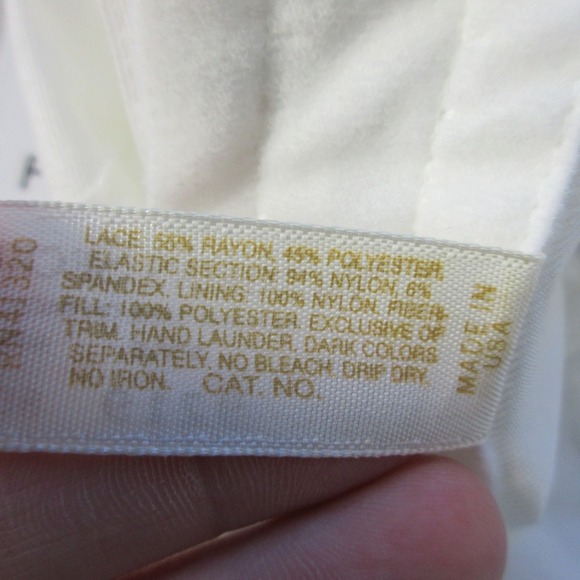 LACE: 55% RAYON, 45% POLYESTER.
ELASTIC SECTION: 94% NYLON, 6%
SPANDEX. LINING: 100% NYLON. FIBER-
FILL: 100% POLYESTER. EXCLUSIVE OF
TRIM. HAND LAUNDER, DARK COLORS
SEPARATELY. NO BLEACH. DRIP DRY.
NO IRON. CAT. NO.
MADE IN
USA